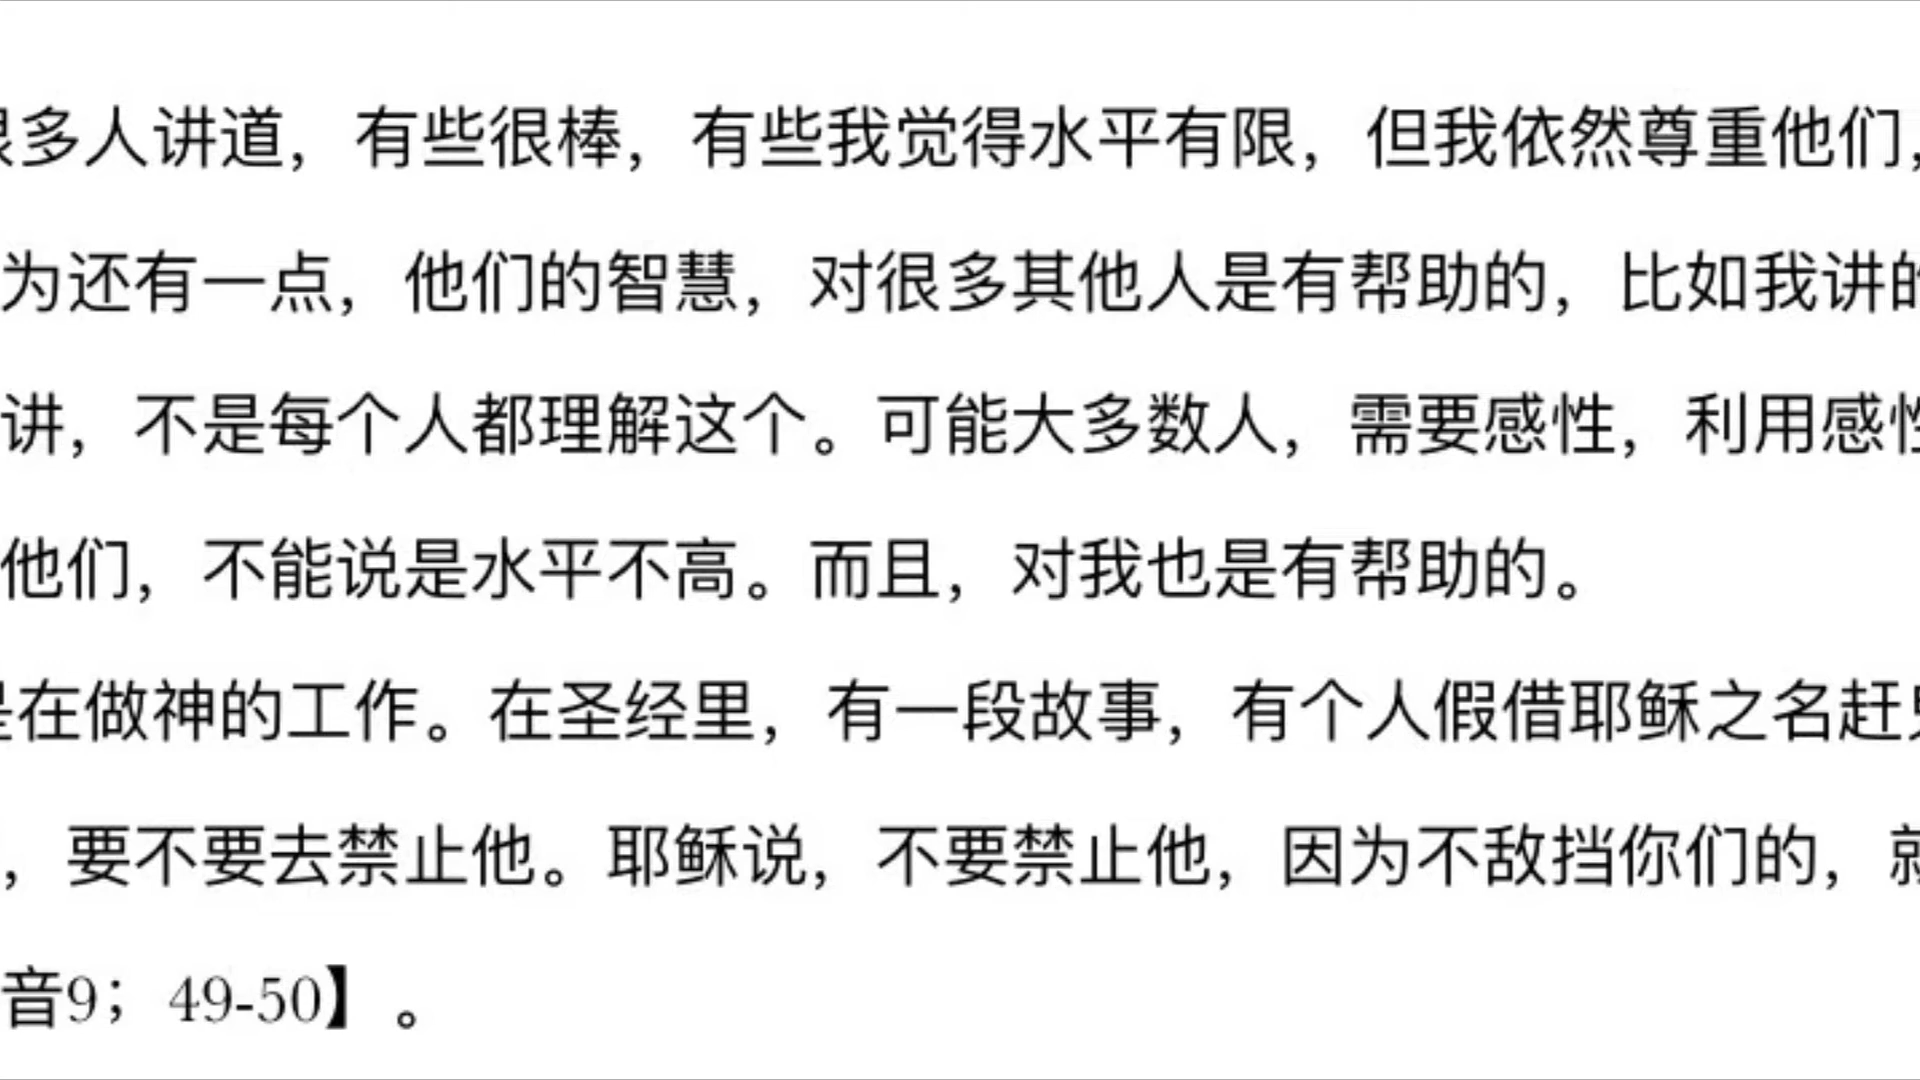 很多人讲道，有些很棒，有些我觉得水平有限，但我依然尊重他们，
为还有一点，他们的智慧，对很多其他人是有帮助的，比如我讲的
讲，不是每个人都理解这个。可能大多数人，需要感性，利用感性
他们，不能说是水平不高。而且，对我也是有帮助的。
是在做神的工作。在圣经里，有一段故事，有个人假借耶稣之名赶
，要不要去禁止他。耶稣说，不要禁止他，因为不敌挡你们的，就
音9；49-50】。